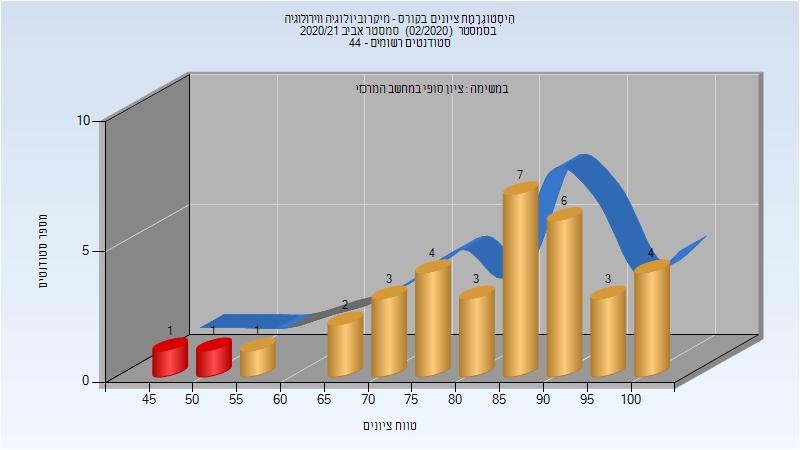 היסטוגרמת ציונים בקורס - מיקרוביולוגיה ווירולוגיה
בסמסטר (02/2020) סמסטר אביב 2020/21
סטודנטים רשומים - 44
במשימה : ציון סופי במחשב המרכזי
מספר סטודנטים
10
5
0
1
1
1
2
3
4
3
7
6
3
4
45 50 55 60 65 70 75 80 85 90 95 100
טווח ציונים